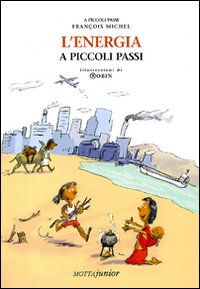 A PICCOLI PASSI
FRANÇOIS MICHEL
L'ENERGIA
A PICCOLI PASSI
illustrazioni di
ROBIN
MOTTAjunior